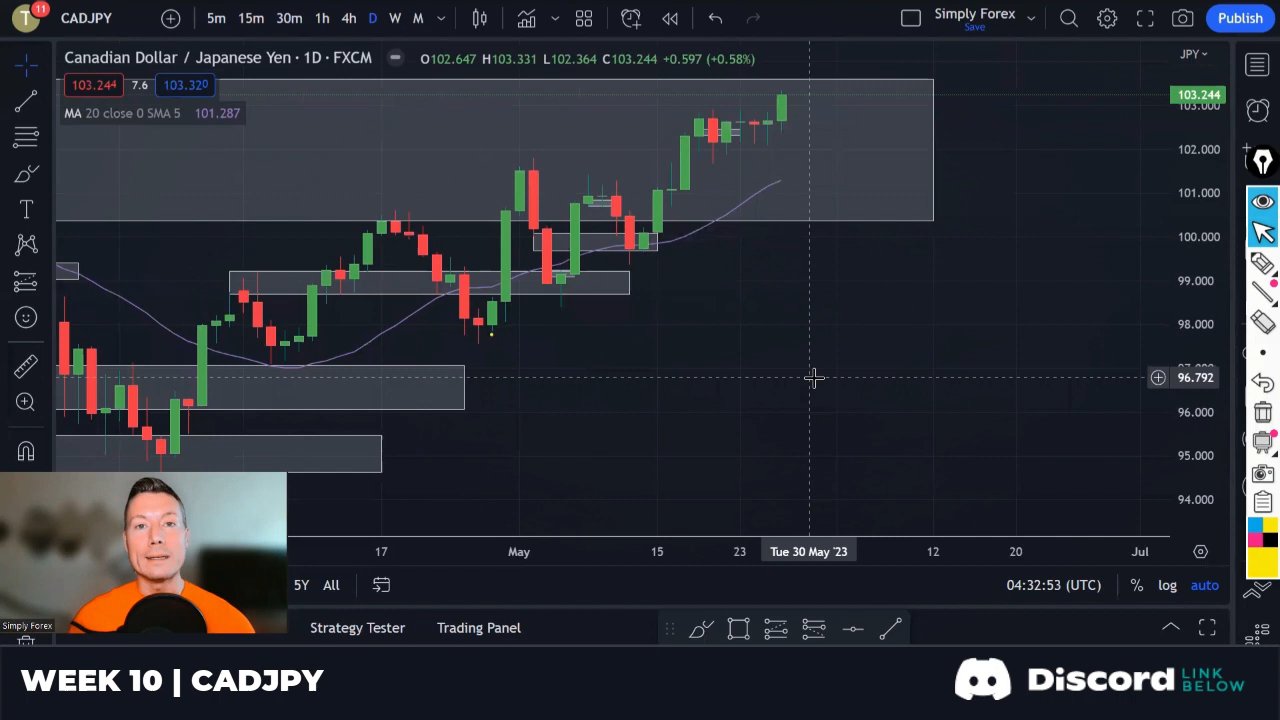 T 11 CADJPY 5m 15m 30m 1h 4h D W M Simply Forex Save Publish
Canadian Dollar / Japanese Yen · 1D · FXCM O102.647 H103.331 L102.364 C103.244 +0.597 (+0.58%) JPY
103.244 7.6 103.320 103.244
MA 20 close 0 SMA 5 101.287
102.000
101.000
100.000
99.000
98.000
96.792
96.000
95.000
94.000
17 May 15 23 Tue 30 May '23 12 20 Jul
5Y All 04:32:53 (UTC) % log auto
Simply Forex Strategy Tester Trading Panel
WEEK 10 | CADJPY Discord LINK
BELOW